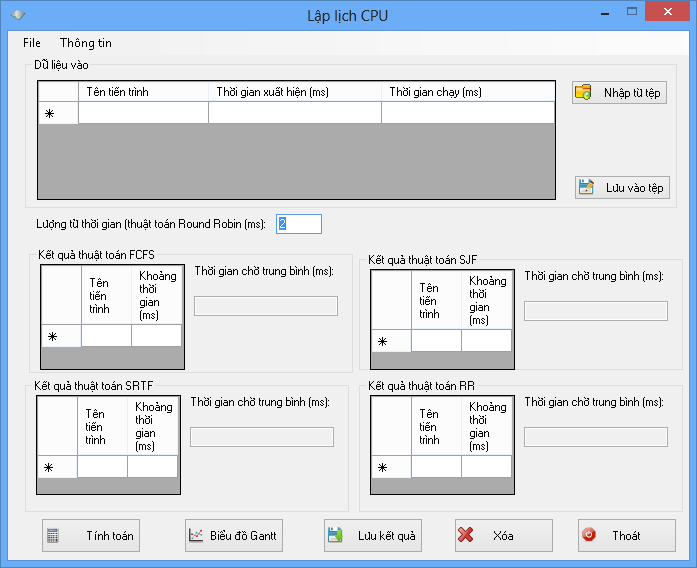 Lập lịch CPU
File Thông tin
Dữ liệu vào
Tên tiến trình Thời gian xuất hiện (ms) Thời gian chạy (ms)
Nhập từ tệp
Lưu vào tệp
Lượng tử thời gian (thuật toán Round Robin (ms): 2
Kết quả thuật toán FCFS
Tên
tiến
trình
Khoảng
thời
gian
(ms)
Thời gian chờ trung bình (ms):
Kết quả thuật toán SJF
Tên
tiến
trình
Khoảng
thời
gian
(ms)
Thời gian chờ trung bình (ms):
Kết quả thuật toán SRTF
Tên
tiến
trình
Khoảng
thời
gian
(ms)
Thời gian chờ trung bình (ms):
Kết quả thuật toán RR
Tên
tiến
trình
Khoảng
thời
gian
(ms)
Thời gian chờ trung bình (ms):
Tính toán Biểu đồ Gantt Lưu kết quả Xóa Thoát